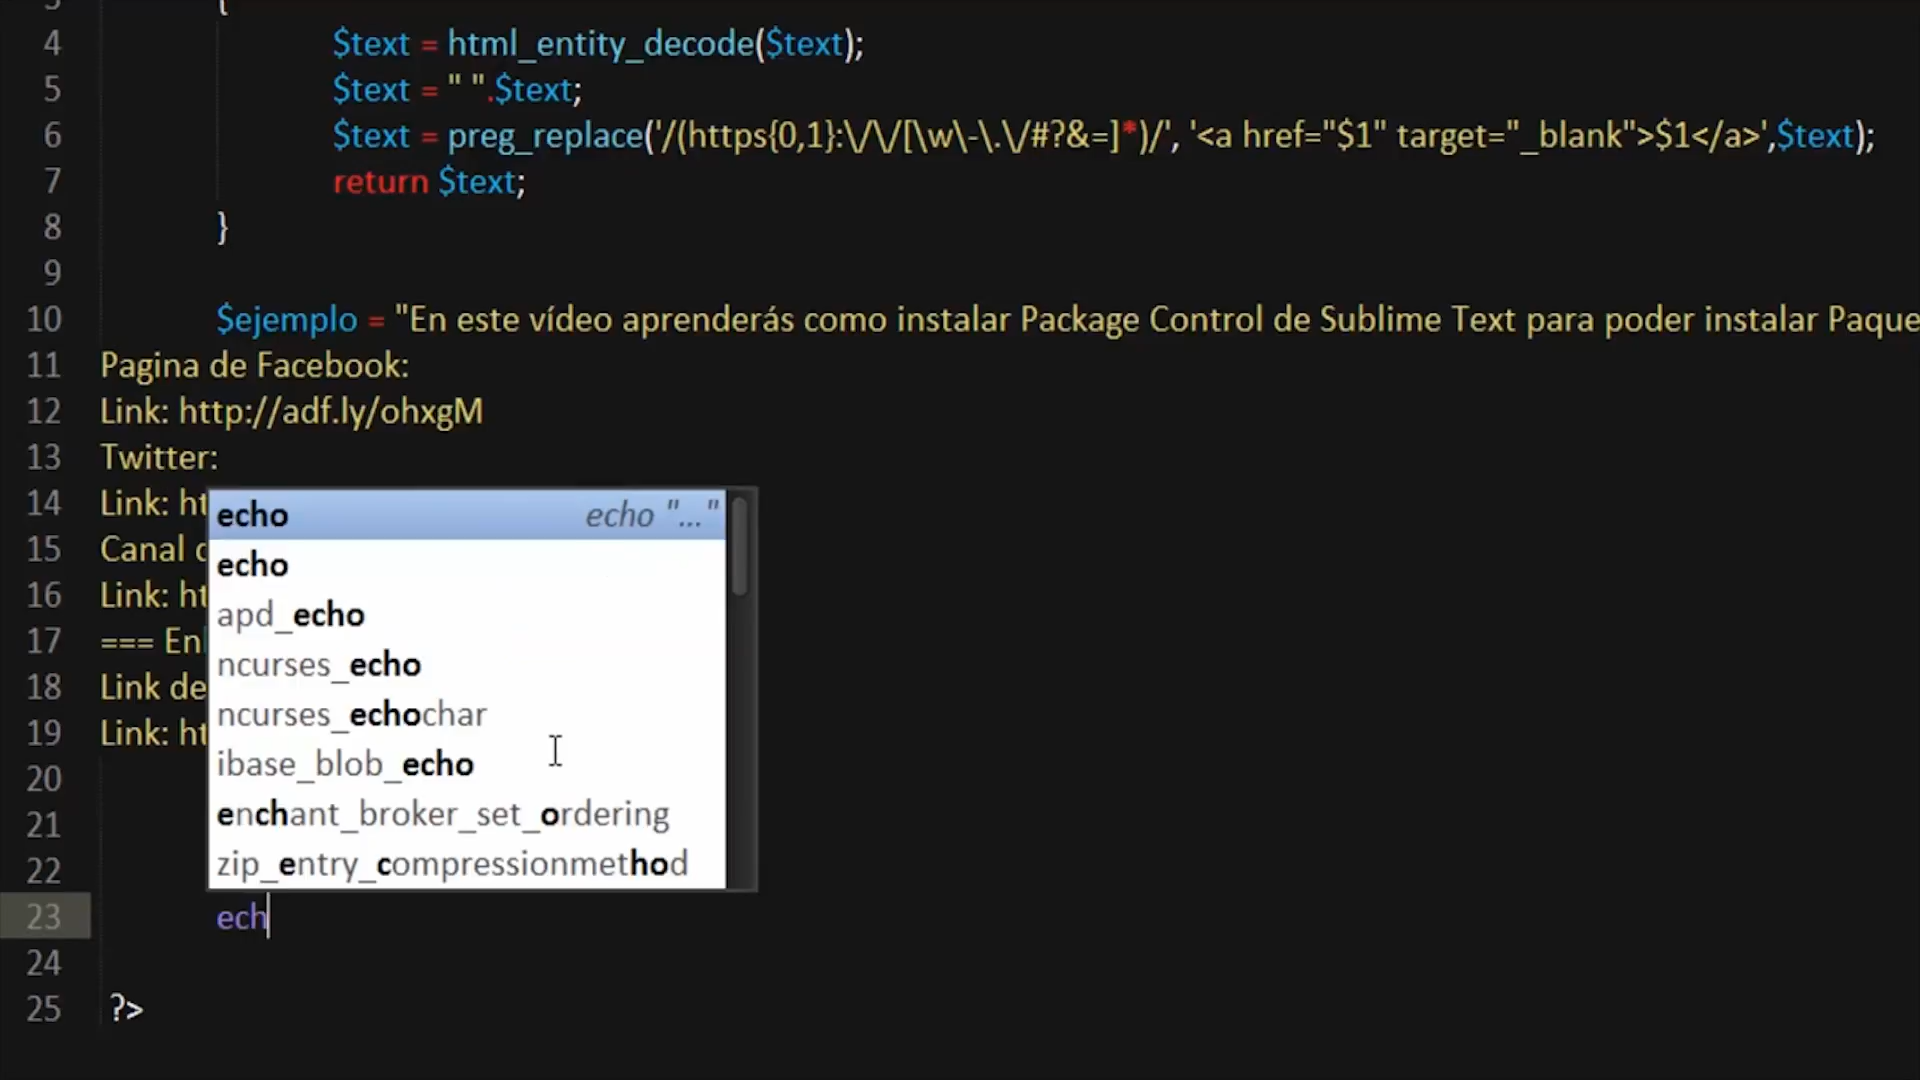 3 {
4 $text = html_entity_decode($text);
5 $text = " ".$text;
6 $text = preg_replace('/(https{0,1}:\/\/[\w\-\.\/#?&=]*)/', '<a href="$1" target="_blank">$1</a>',$text);
7 return $text;
8 }
9
10 $ejemplo = "En este vídeo aprenderás como instalar Package Control de Sublime Text para poder instalar Paque
11 Pagina de Facebook:
12 Link: http://adf.ly/ohxgM
13 Twitter:
14 Link: ht
15 Canal
16 Link: ht
17 === En
18 Link de
19 Link: ht
echo echo "..."
echo
apd_echo
ncurses_echo
ncurses_echochar
ibase_blob_echo
enchant_broker_set_ordering
zip_entry_compressionmethod
20
21
22
23 ech
24
25 ?>